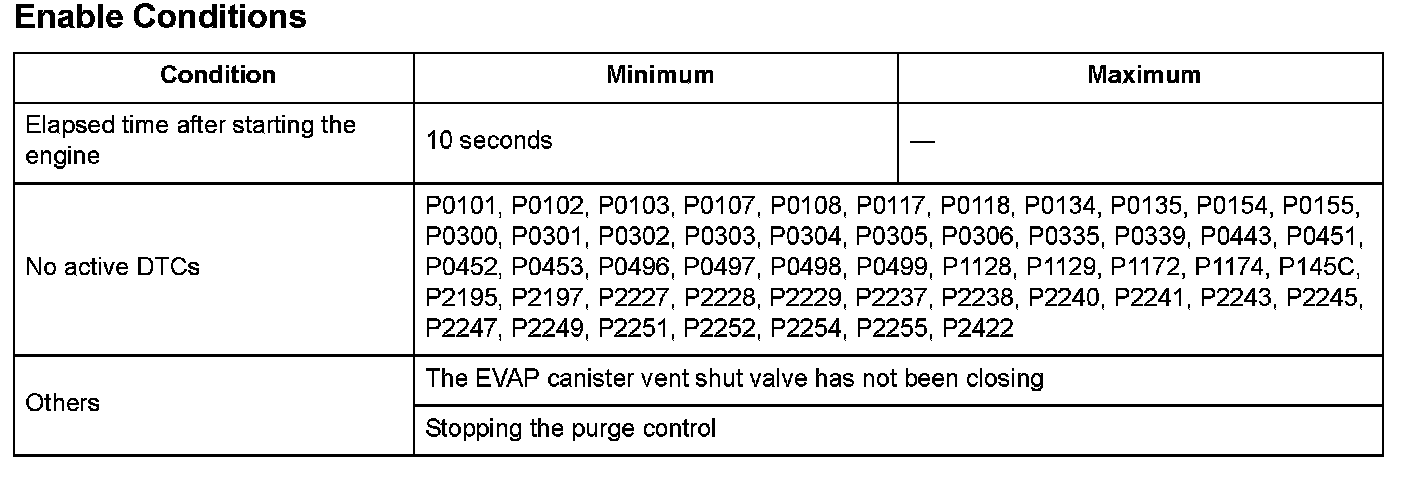 Enable Conditions
Condition Minimum Maximum
Elapsed time after starting the
engine
10 seconds —
No active DTCs
P0101, P0102, P0103, P0107, P0108, P0117, P0118, P0134, P0135, P0154, P0155,
P0300, P0301, P0302, P0303, P0304, P0305, P0306, P0335, P0339, P0443, P0451,
P0452, P0453, P0496, P0497, P0498, P0499, P1128, P1129, P1172, P1174, P145C,
P2195, P2197, P2227, P2228, P2229, P2237, P2238, P2240, P2241, P2243, P2245,
P2247, P2249, P2251, P2252, P2254, P2255, P2422
Others
The EVAP canister vent shut valve has not been closing
Stopping the purge control